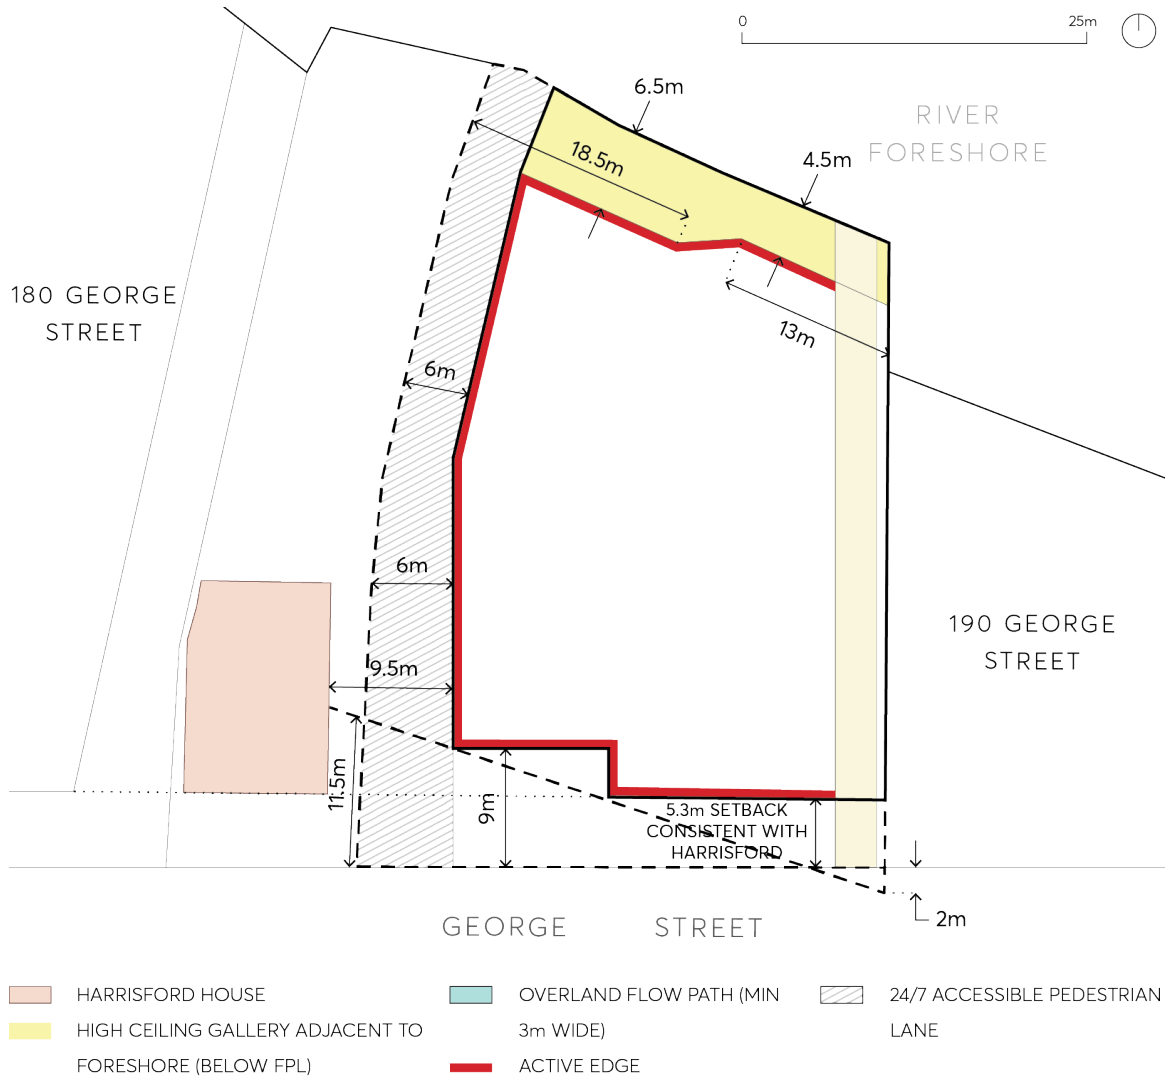 0
25m
6.5m
RIVER
FORESHORE
4.5m
18.5m
180 GEORGE
STREET
13m
6m
6m
190 GEORGE
STREET
9.5m
11.5m
9m
5.3m SETBACK
CONSISTENT WITH
HARRISFORD
2m
GEORGE STREET
HARRISFORD HOUSE
HIGH CEILING GALLERY ADJACENT TO
FORESHORE (BELOW FPL)
OVERLAND FLOW PATH (MIN
3m WIDE)
ACTIVE EDGE
24/7 ACCESSIBLE PEDESTRIAN
LANE